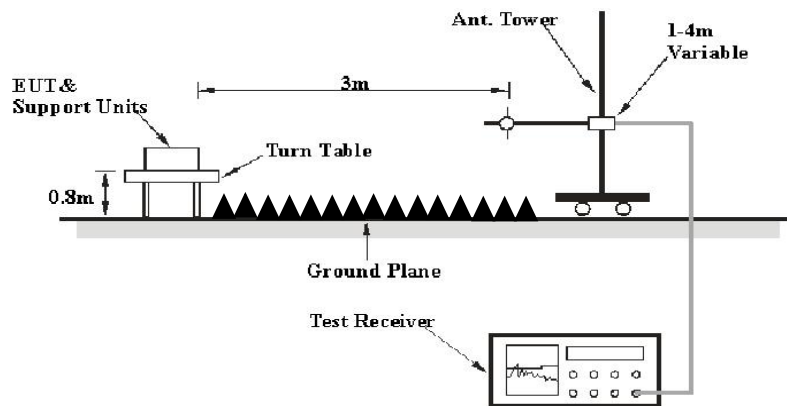 Ant. Tower
1-4m
Variable
EUT&
Support Units
3m
Turn Table
0.8m
Ground Plane
Test Receiver